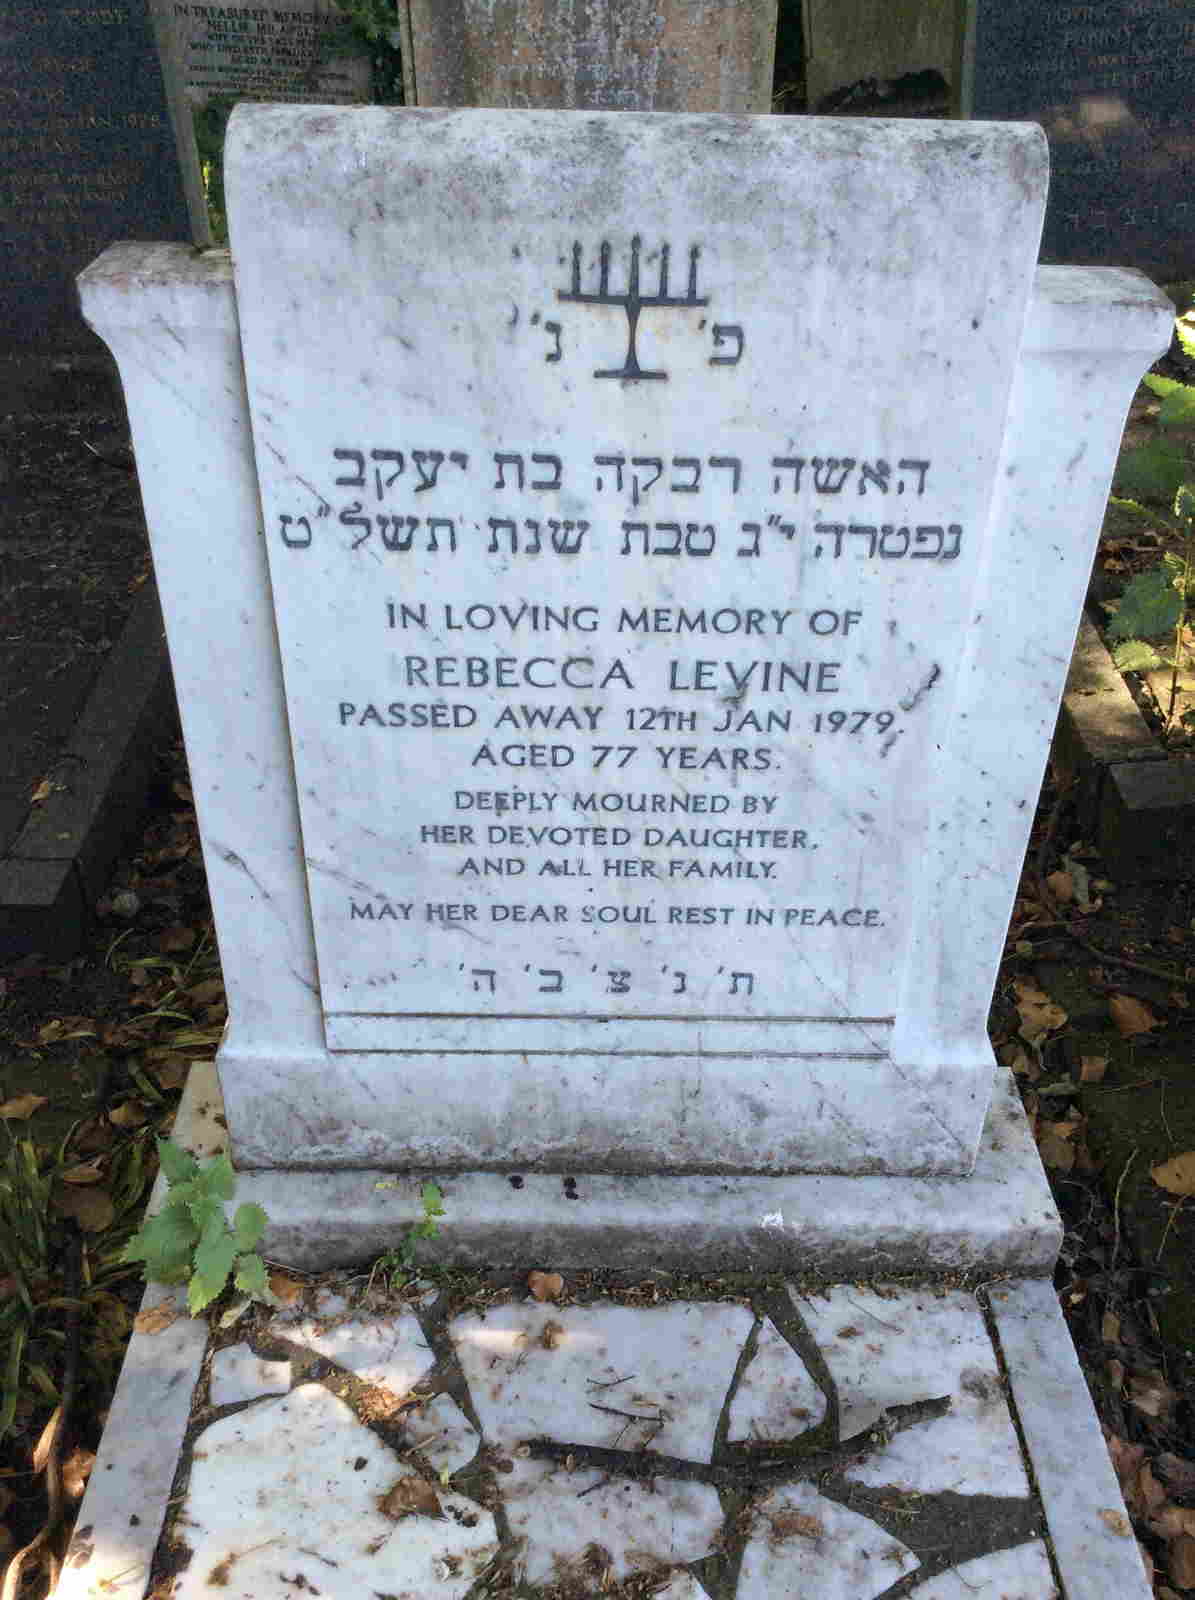 IN TREASURED MEMORY OF
פ' נ'
האשה רבקה בת יעקב
נפטרה י"ג טבת שנת תשל"ט
IN LOVING MEMORY OF
REBECCA LEVINE
PASSED AWAY 12TH JAN 1979.
AGED 77 YEARS.
DEEPLY MOURNED BY
HER DEVOTED DAUGHTER,
AND ALL HER FAMILY.
MAY HER DEAR SOUL REST IN PEACE.
ת' נ' צ' ב' ה'